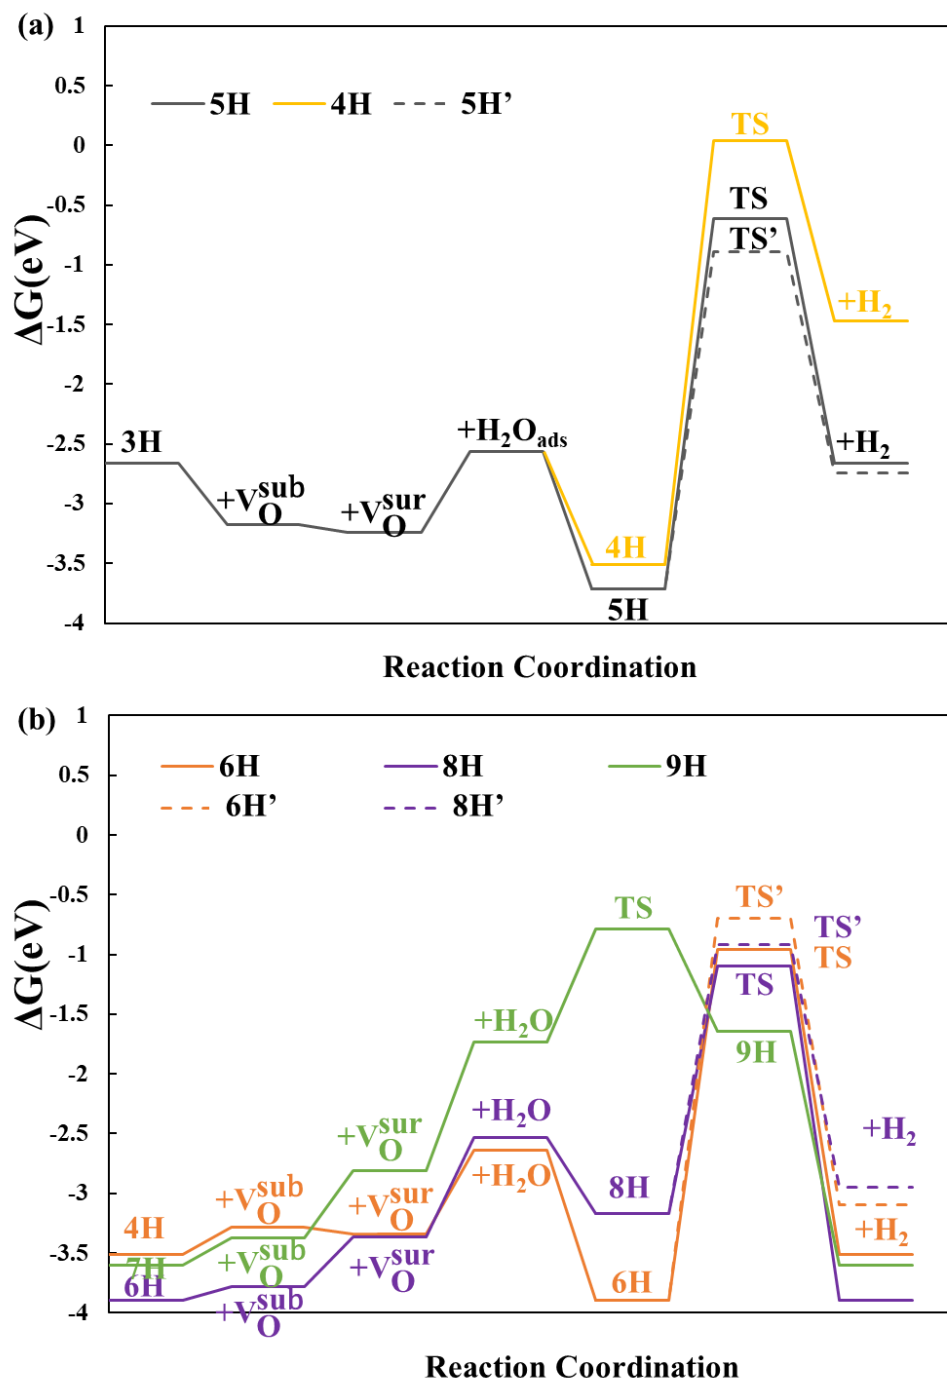 (a)
1
0.5
0
-0.5
-1
-1.5
-2
-2.5
-3
-3.5
-4
ΔG(eV)
5H 4H 5H’
TS
TS
TS’
+H₂
+H₂
3H
+V_O^sub
+V_O^sur
+H₂O_ads
4H
5H
Reaction Coordination
(b)
1
0.5
0
-0.5
-1
-1.5
-2
-2.5
-3
-3.5
-4
ΔG(eV)
6H 8H 9H
6H’ 8H’
TS
TS’
TS’
TS
TS
+H₂O
9H
+V_O^sur
+H₂O
+H₂
+H₂O
8H
4H
+V_O^sub
+V_O^sur
+H₂
7H
+V_O^sub
+V_O^sur
6H
6H
+V_O^sub
Reaction Coordination